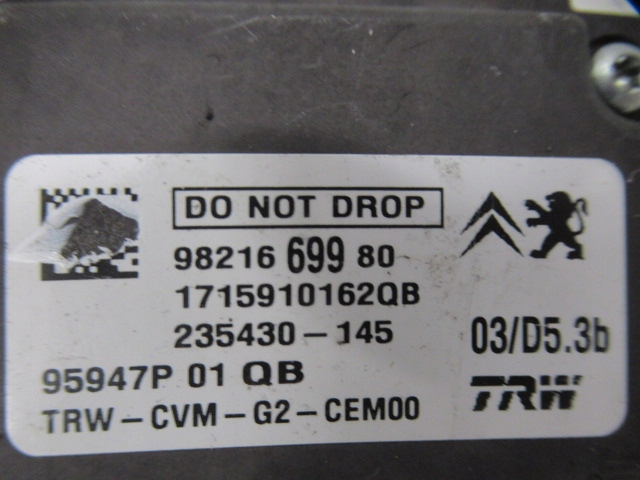 DO NOT DROP
98216 699 80
1715910162QB
235430-145
03/D5.3b
95947P 01 QB
TRW
TRW-CVM-G2-CEM00